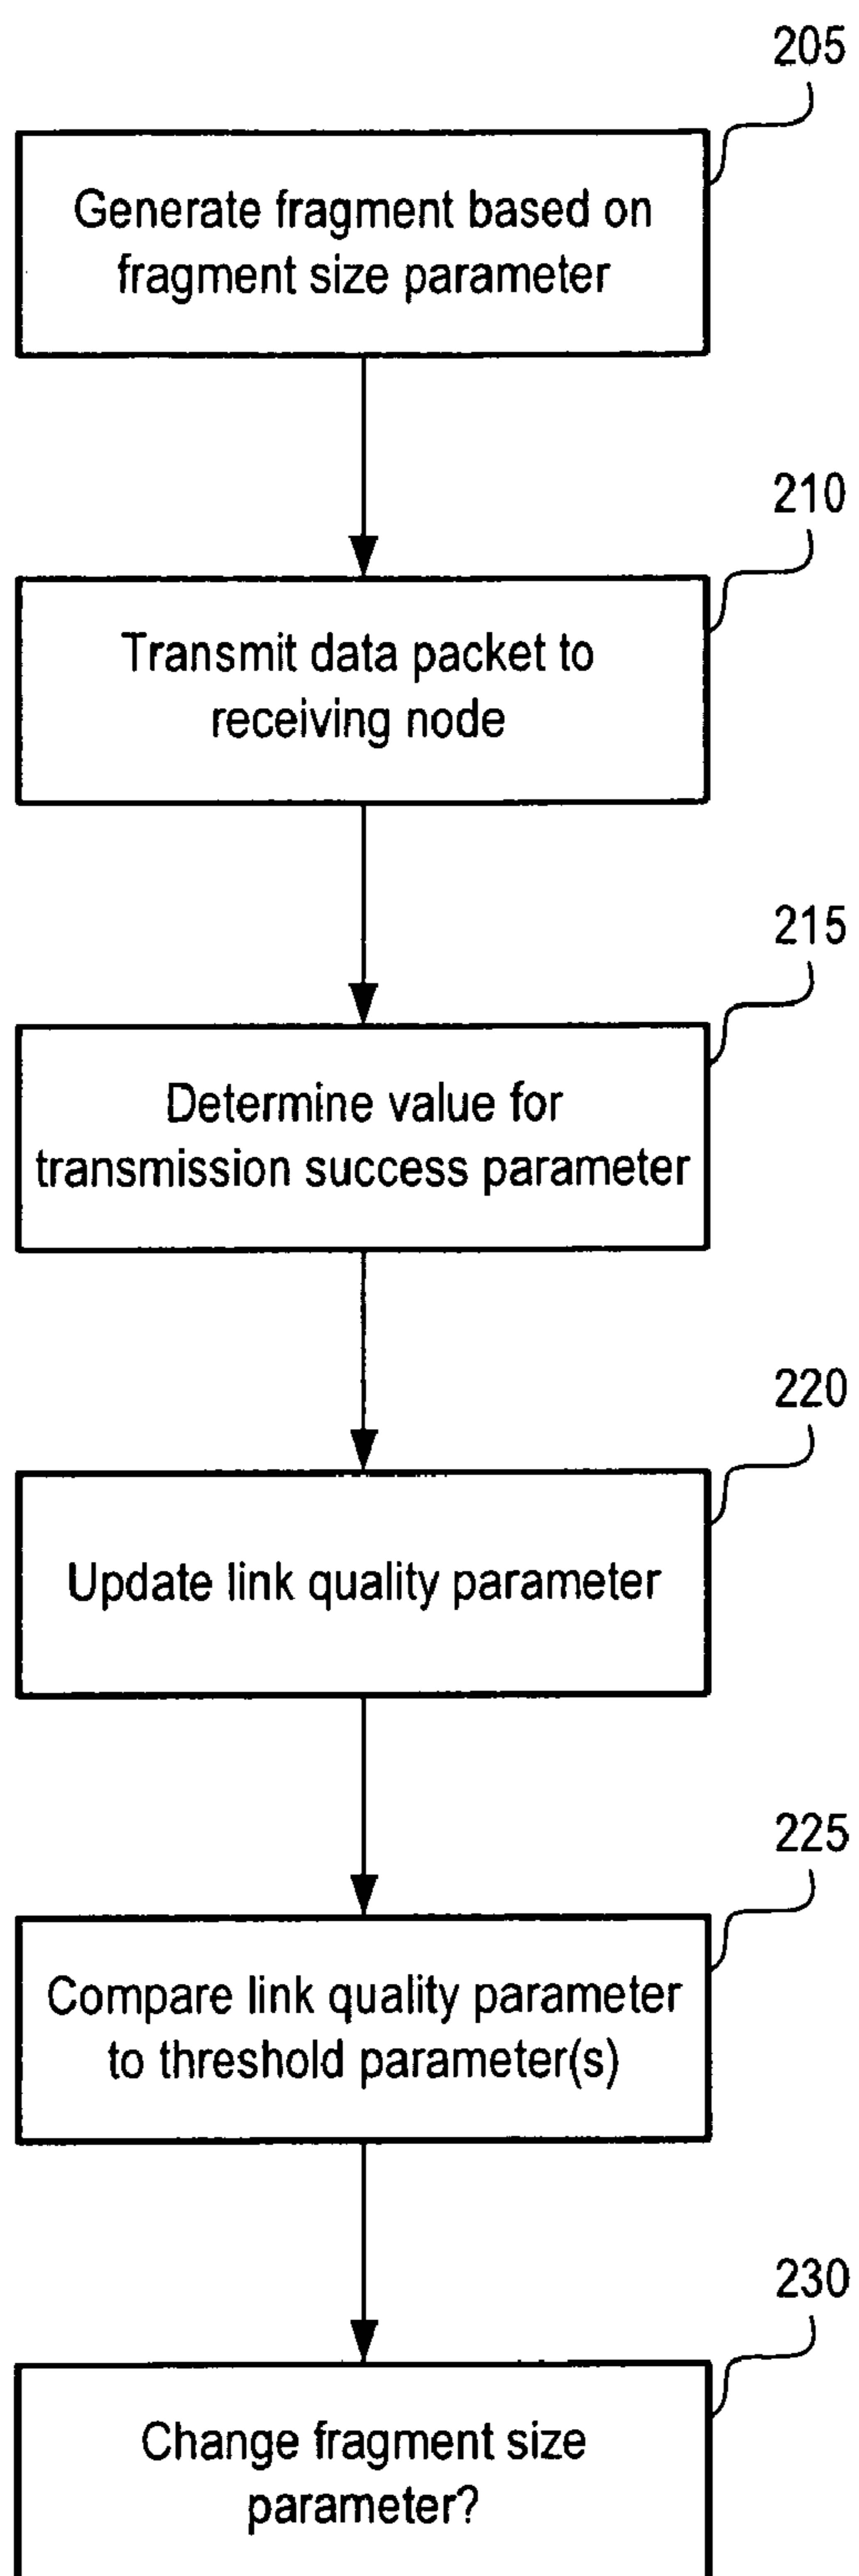 205
Generate fragment based on
fragment size parameter
210
Transmit data packet to
receiving node
215
Determine value for
transmission success parameter
220
Update link quality parameter
225
Compare link quality parameter
to threshold parameter(s)
230
Change fragment size
parameter?